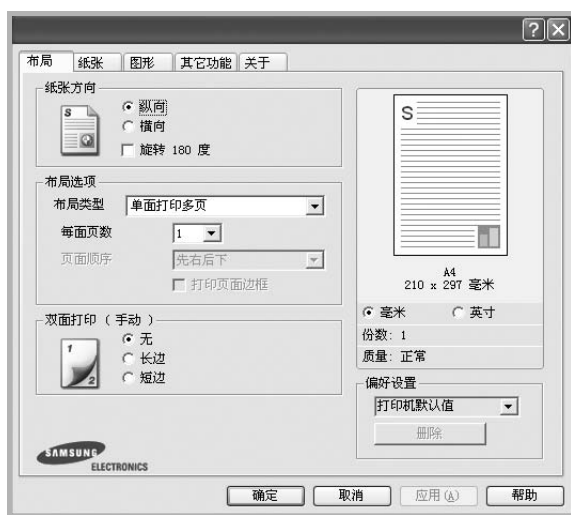 布局 纸张 图形 其它功能 关于
纸张方向
S
纵向
横向
旋转 180 度
布局选项
布局类型 单面打印多页
每面页数 1
页面顺序 先右后下
打印页面边框
双面打印 ( 手动 )
1
2
无
长边
短边
SAMSUNG
ELECTRONICS
S
A4
210 x 297 毫米
毫米 英寸
份数: 1
质量: 正常
偏好设置
打印机默认值
删除
确定 取消 应用(A) 帮助